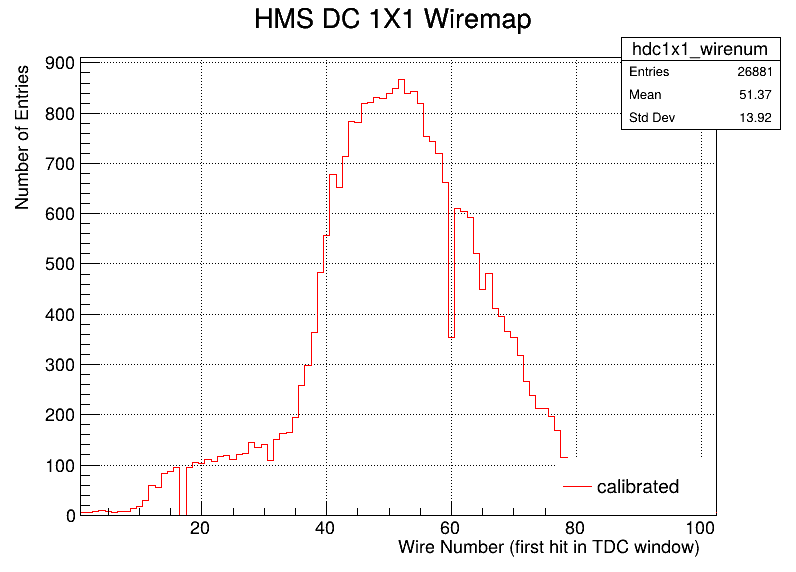 HMS DC 1X1 Wiremap
hdc1x1_wirenum
Entries 26881
Mean 51.37
Std Dev 13.92
Number of Entries
900
800
700
600
500
400
300
200
100
0
20 40 60 80 100
calibrated
Wire Number (first hit in TDC window)